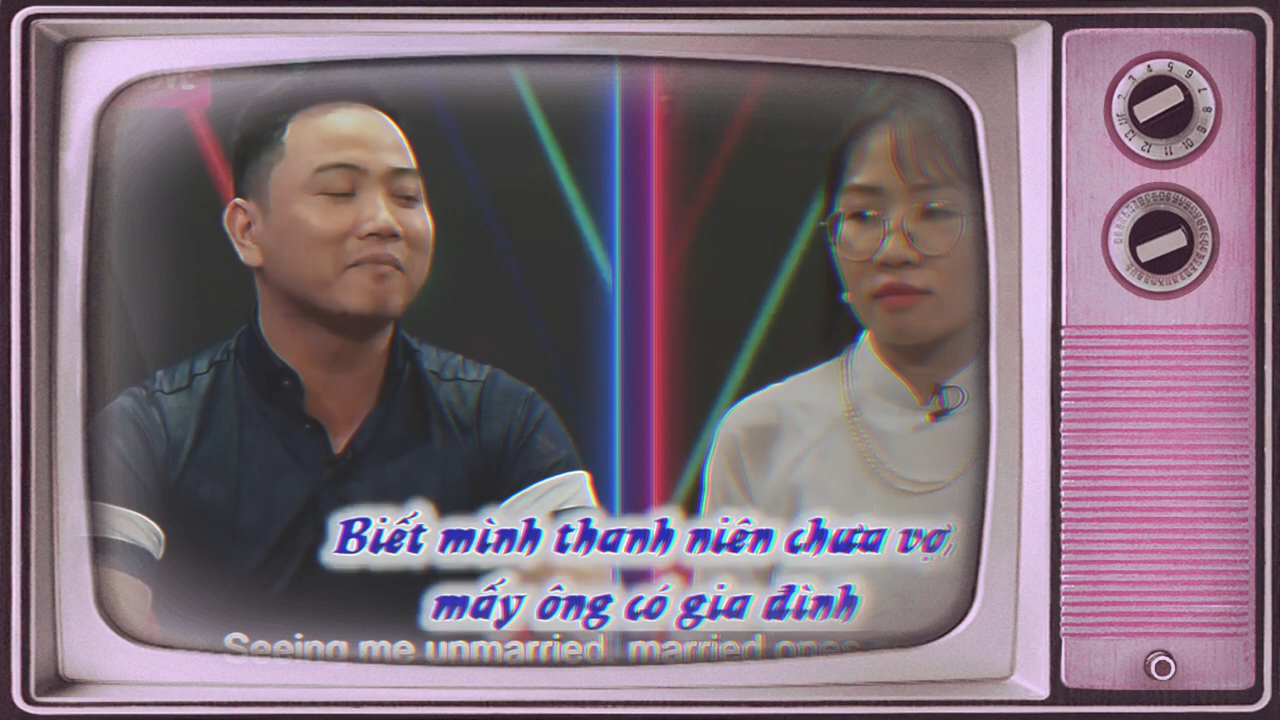 Biết mình thanh niên chưa vợ,
mấy ông có gia đình
Seeing me unmarried, married ones